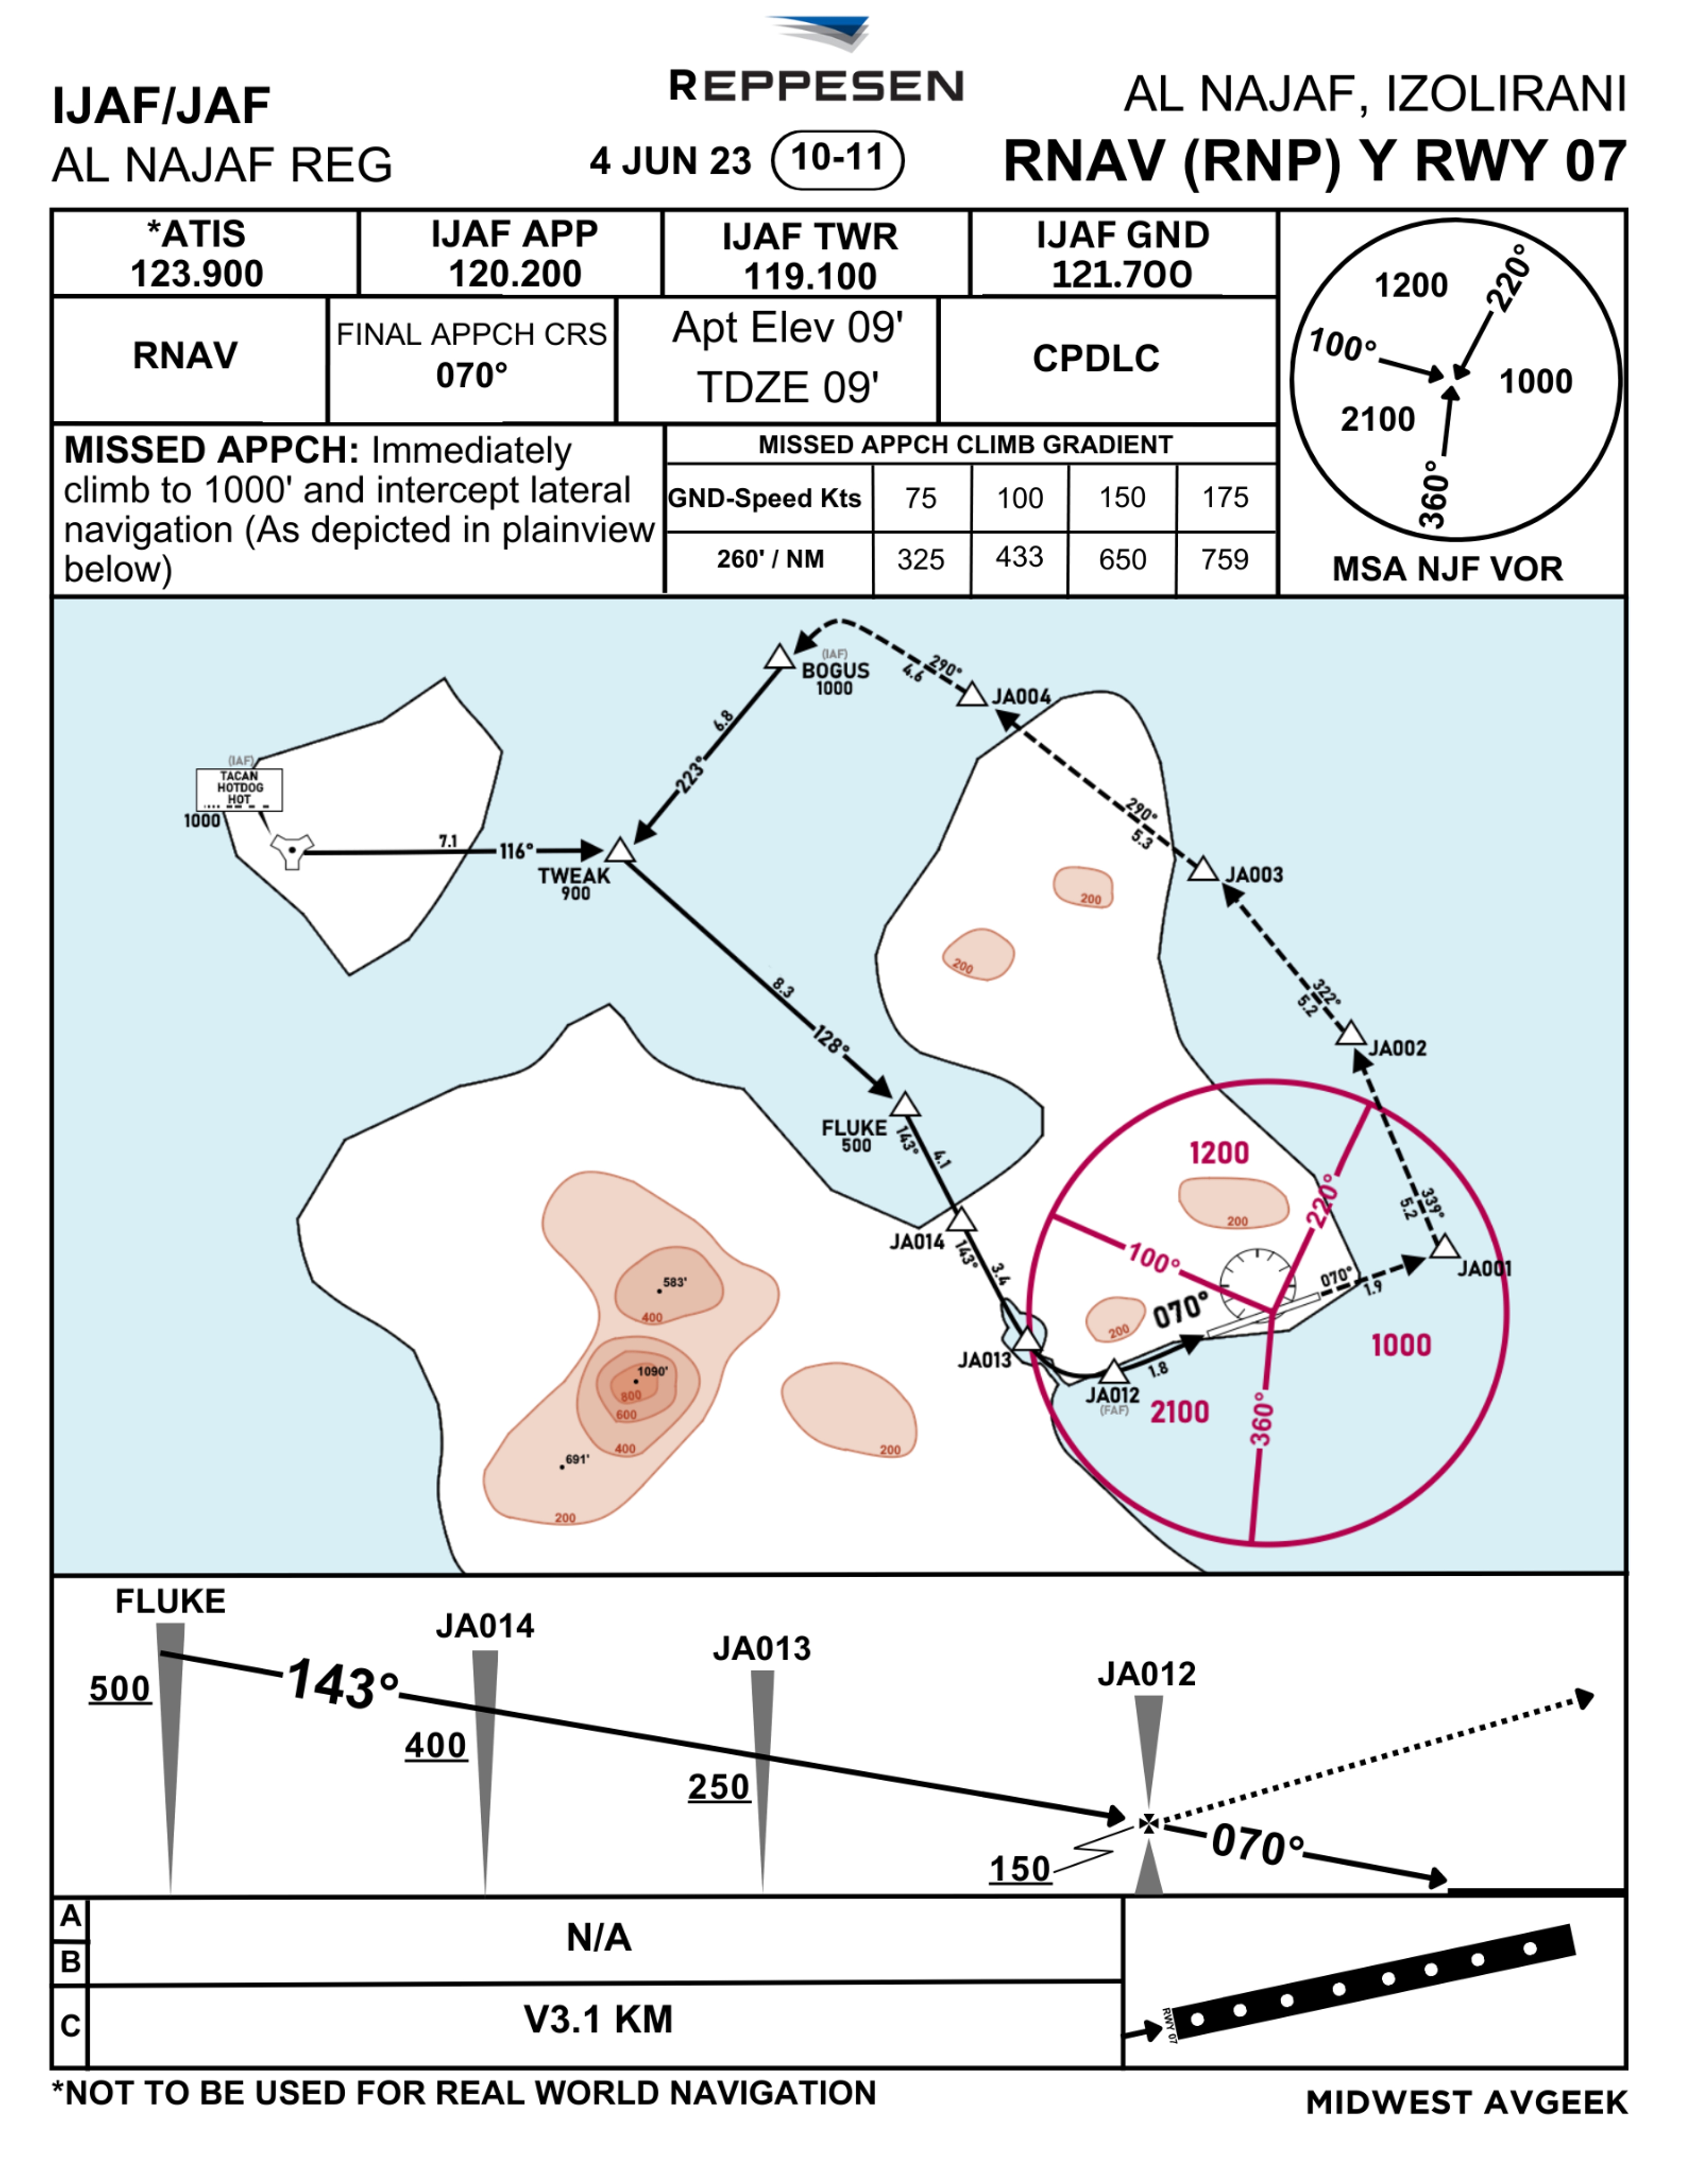 REPPESEN
IJAF/JAF
AL NAJAF REG
4 JUN 23
10-11
AL NAJAF, IZOLIRANI
RNAV (RNP) Y RWY 07
*ATIS
123.900
IJAF APP
120.200
IJAF TWR
119.100
IJAF GND
121.7OO
RNAV
FINAL APPCH CRS
070°
Apt Elev 09'
TDZE 09'
CPDLC
MISSED APPCH: Immediately
climb to 1000' and intercept lateral
navigation (As depicted in plainview
below)
MISSED APPCH CLIMB GRADIENT
GND-Speed Kts 75 100 150 175
260' / NM 325 433 650 759
1200
220°
100°
1000
2100
360°
MSA NJF VOR
(IAF)
BOGUS
1000
4.6
290°
JA004
6.8
223°
(IAF)
TACAN
HOTDOG
HOT
1000
7.1
116°
TWEAK
900
290°
5.3
JA003
200
200
8.3
128°
322°
5.2
JA002
FLUKE
500
143°
4.1
1200
200
220°
339°
5.2
JA014
143°
3.4
100°
JA001
070°
1.9
583'
400
200
070°
JA013
1000
1.8
JA012
(FAF)
2100
360°
1090'
800
600
400
691'
200
200
FLUKE
500
143°
JA014
400
JA013
250
JA012
150
070°
A
B
N/A
C
V3.1 KM
RWY 07
*NOT TO BE USED FOR REAL WORLD NAVIGATION
MIDWEST AVGEEK